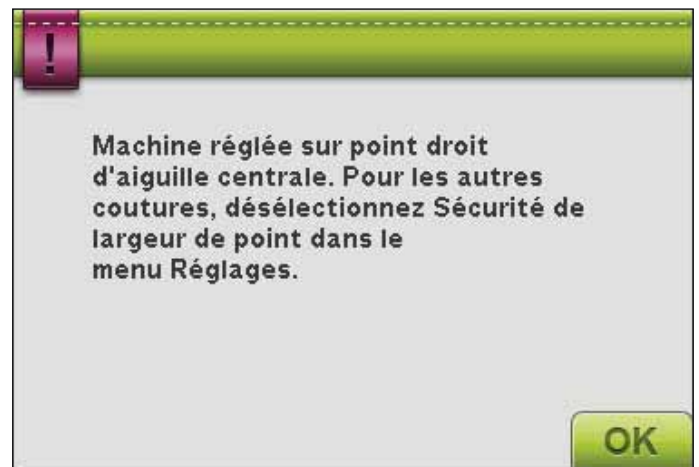 !
Machine réglée sur point droit
d'aiguille centrale. Pour les autres
coutures, désélectionnez Sécurité de
largeur de point dans le
menu Réglages.
OK